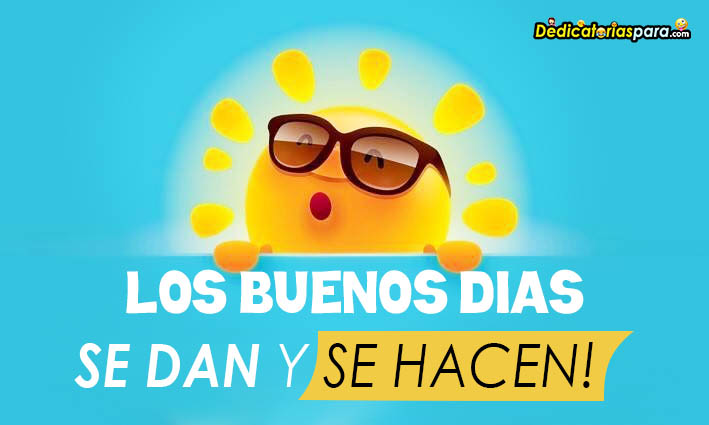 Dedicatoriaspara.com
LOS BUENOS DIAS
SE DAN Y SE HACEN!